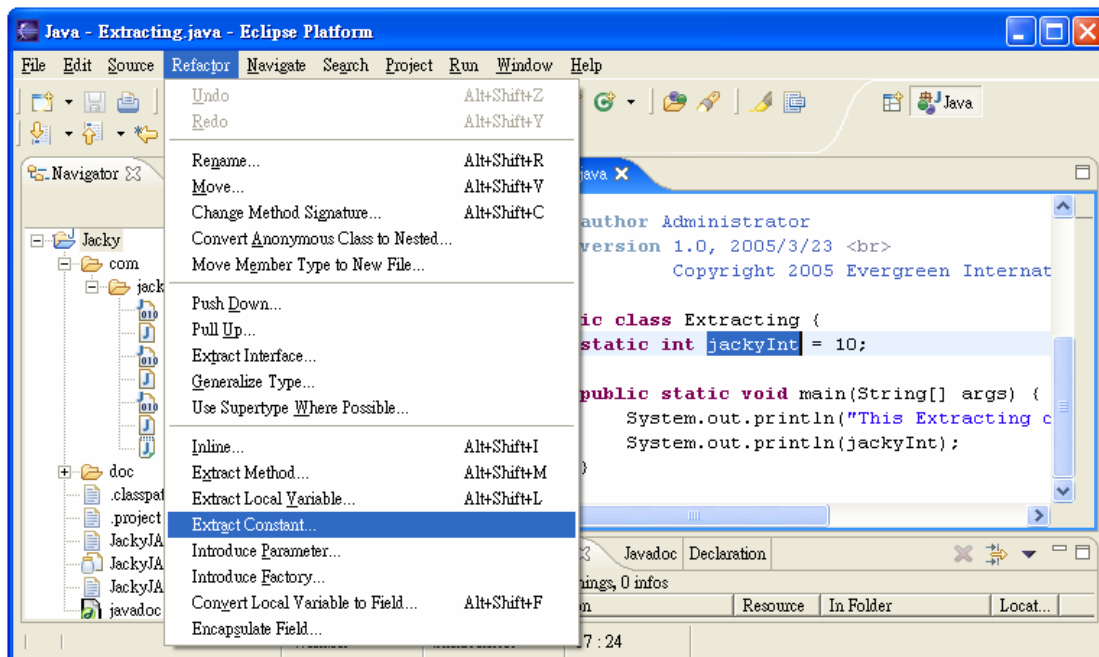 Java - Extracting.java - Eclipse Platform
File Edit Source Refactor Navigate Search Project Run Window Help
Undo Alt+Shift+Z
Redo Alt+Shift+Y
Java
Rename... Alt+Shift+R
Move... Alt+Shift+V
Change Method Signature... Alt+Shift+C
Convert Anonymous Class to Nested...
Move Member Type to New File...
Push Down...
Pull Up...
Extract Interface...
Generalize Type...
Use Supertype Where Possible...
Inline... Alt+Shift+I
Extract Method... Alt+Shift+M
Extract Local Variable... Alt+Shift+L
Extract Constant...
Introduce Parameter...
Introduce Factory...
Convert Local Variable to Field... Alt+Shift+F
Encapsulate Field...
Navigator
Jacky
com
jack
doc
.classpat
.project
JackyJA
JackyJA
JackyJA
javadoc
java
author Administrator
version 1.0, 2005/3/23 <br>
Copyright 2005 Evergreen Internat
ic class Extracting {
static int jackyInt = 10;
public static void main(String[] args) {
System.out.println("This Extracting c
System.out.println(jackyInt);
}
Javadoc Declaration
nings, 0 infos
on Resource In Folder Locat...
7 : 24